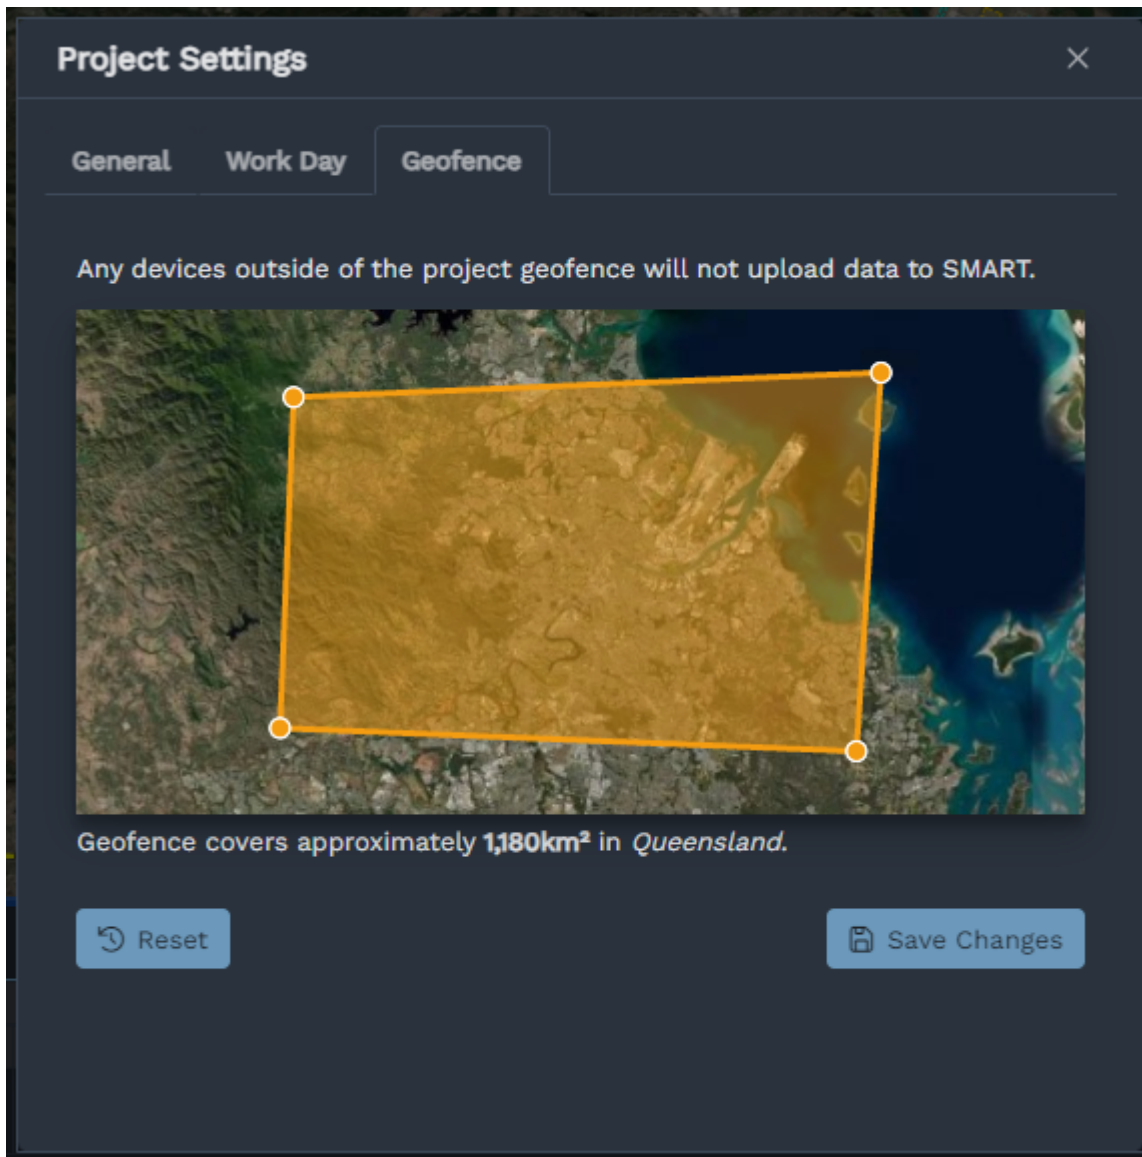 Project Settings
General
Work Day
Geofence
Any devices outside of the project geofence will not upload data to SMART.
Geofence covers approximately 1,180km² in Queensland.
Reset
Save Changes